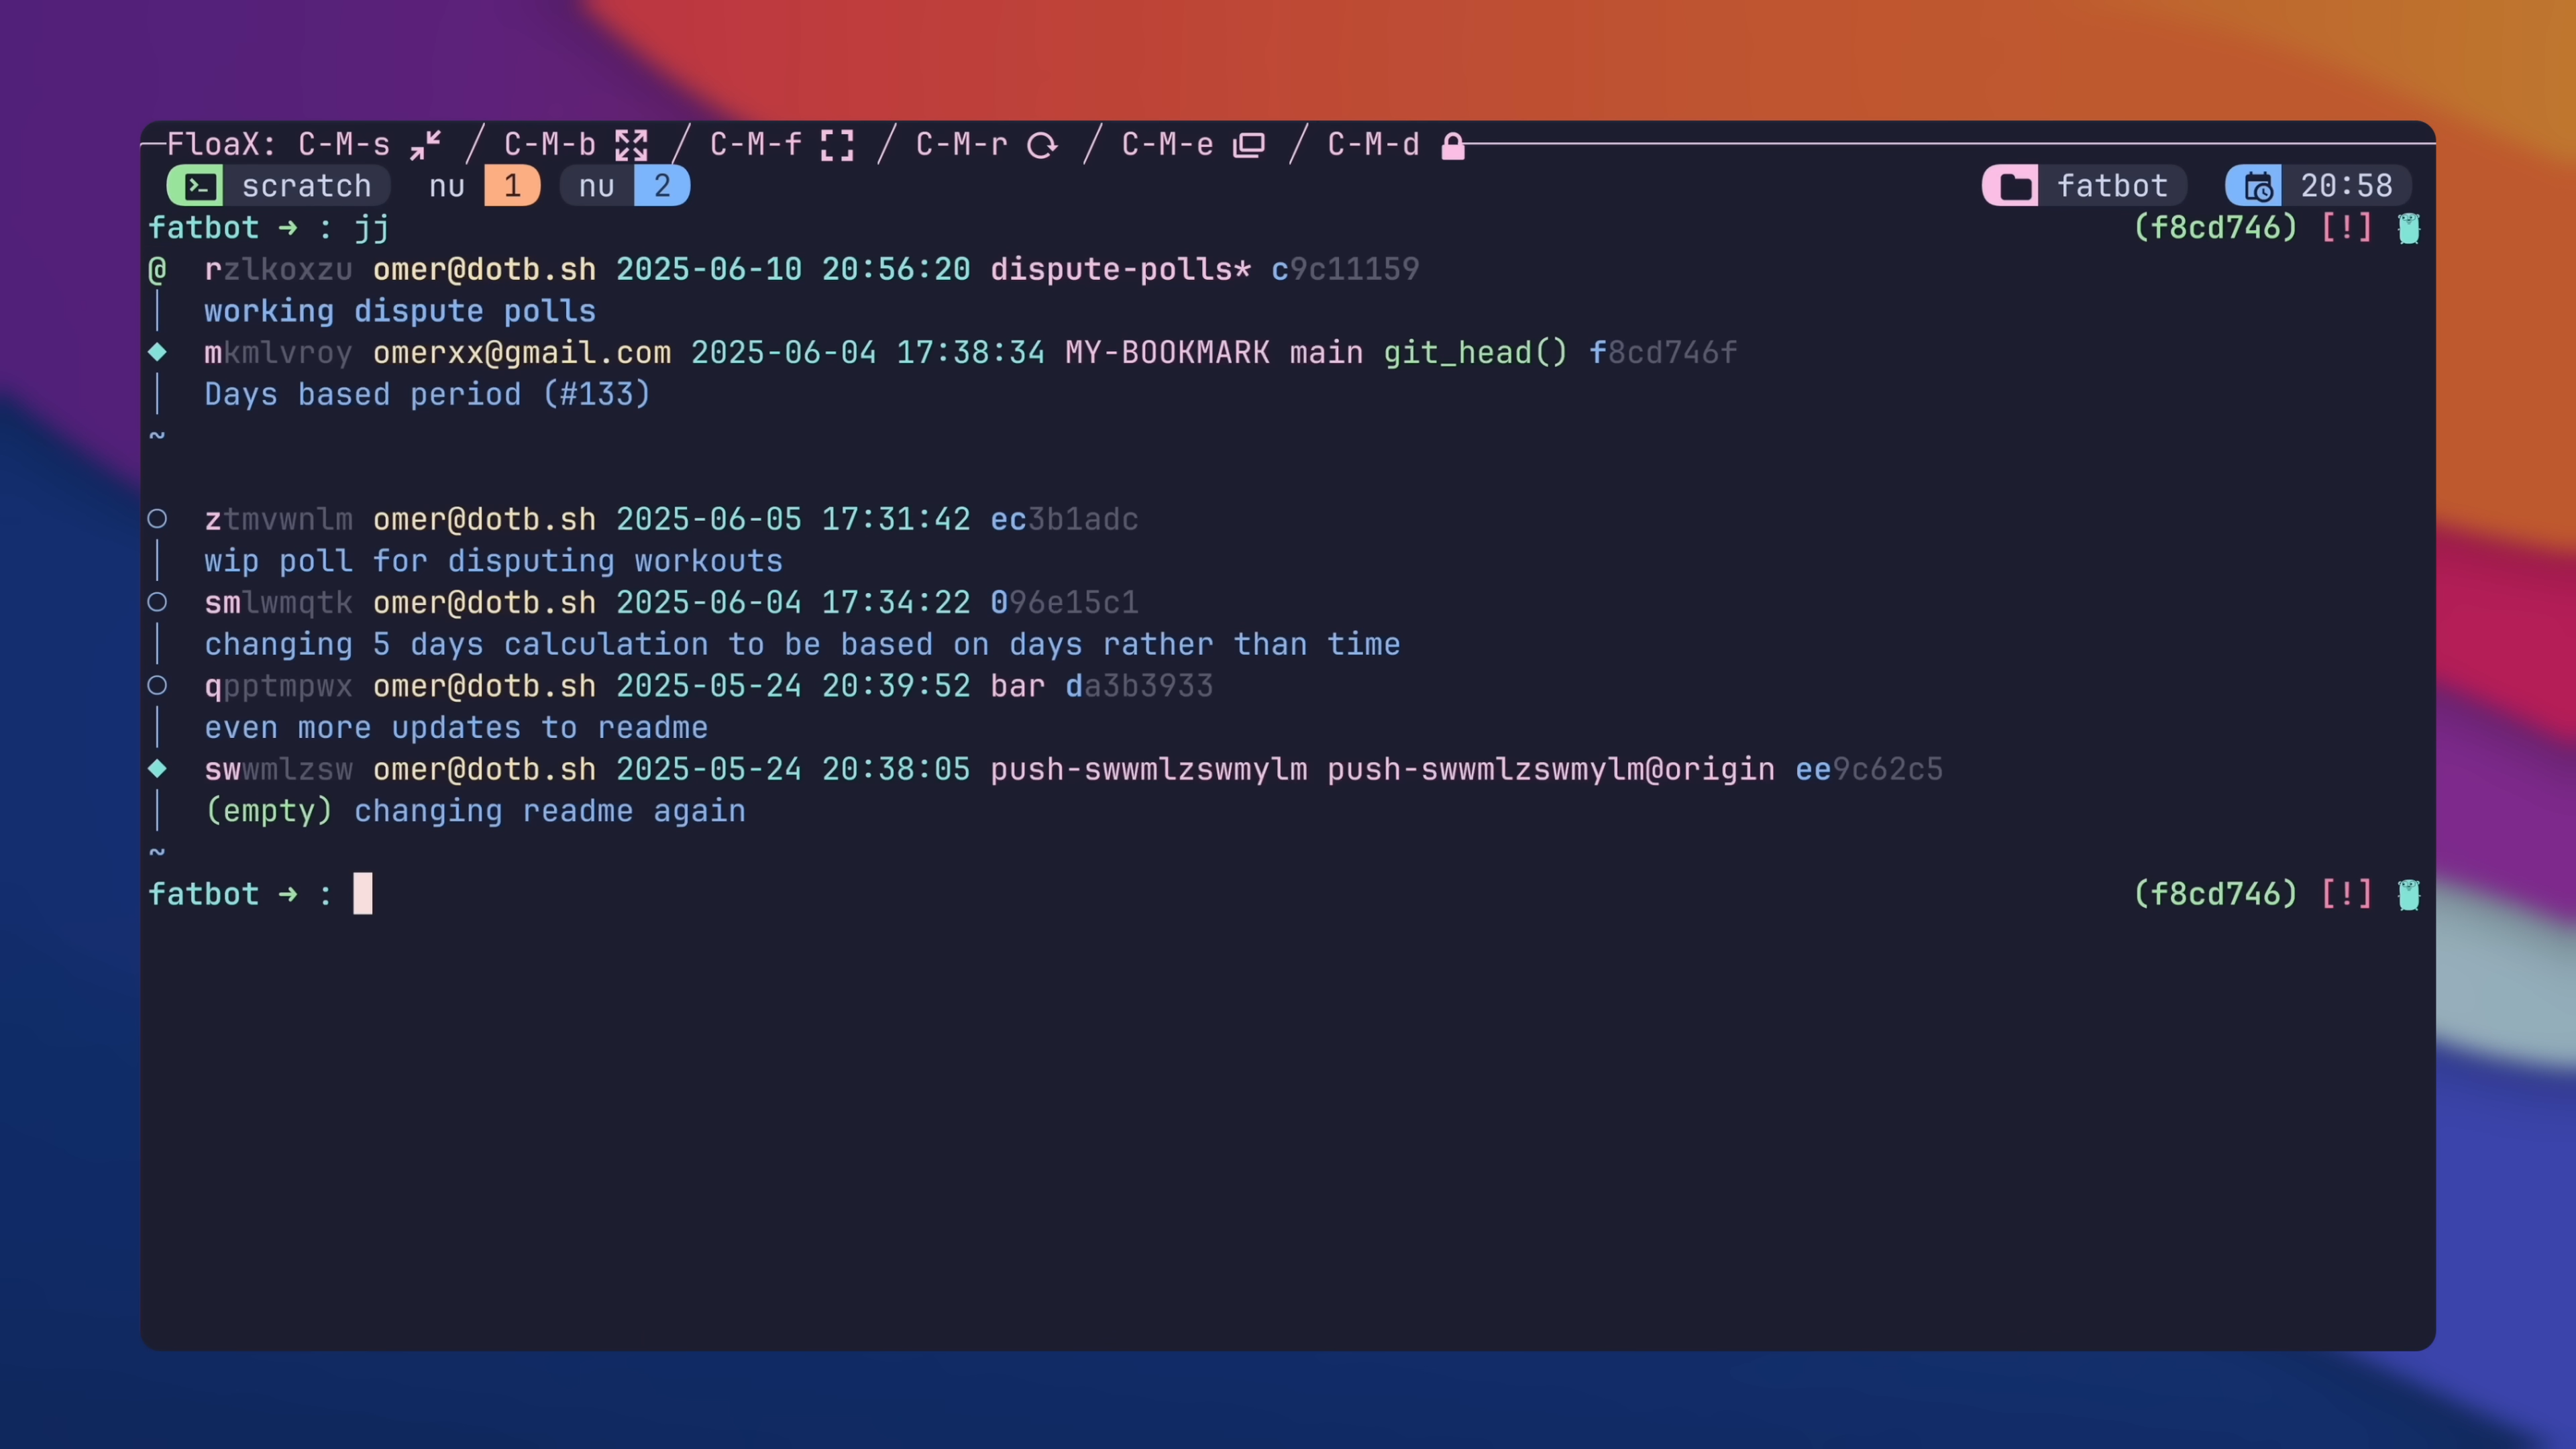 FloaX: C-M-s / C-M-b / C-M-f / C-M-r / C-M-e / C-M-d
scratch nu 1 nu 2 fatbot 20:58
fatbot → : jj (f8cd746) [!]
@ rzlkoxzu omer@dotb.sh 2025-06-10 20:56:20 dispute-polls* c9c11159
│ working dispute polls
◆ mkmlvroy omerxx@gmail.com 2025-06-04 17:38:34 MY-BOOKMARK main git_head() f8cd746f
│ Days based period (#133)
~
○ ztmvwnlm omer@dotb.sh 2025-06-05 17:31:42 ec3b1adc
│ wip poll for disputing workouts
○ smlwmqtk omer@dotb.sh 2025-06-04 17:34:22 096e15c1
│ changing 5 days calculation to be based on days rather than time
○ qpptmpwx omer@dotb.sh 2025-05-24 20:39:52 bar da3b3933
│ even more updates to readme
◆ swwmlzsw omer@dotb.sh 2025-05-24 20:38:05 push-swwmlzswmylm push-swwmlzswmylm@origin ee9c62c5
│ (empty) changing readme again
~
fatbot → : (f8cd746) [!]